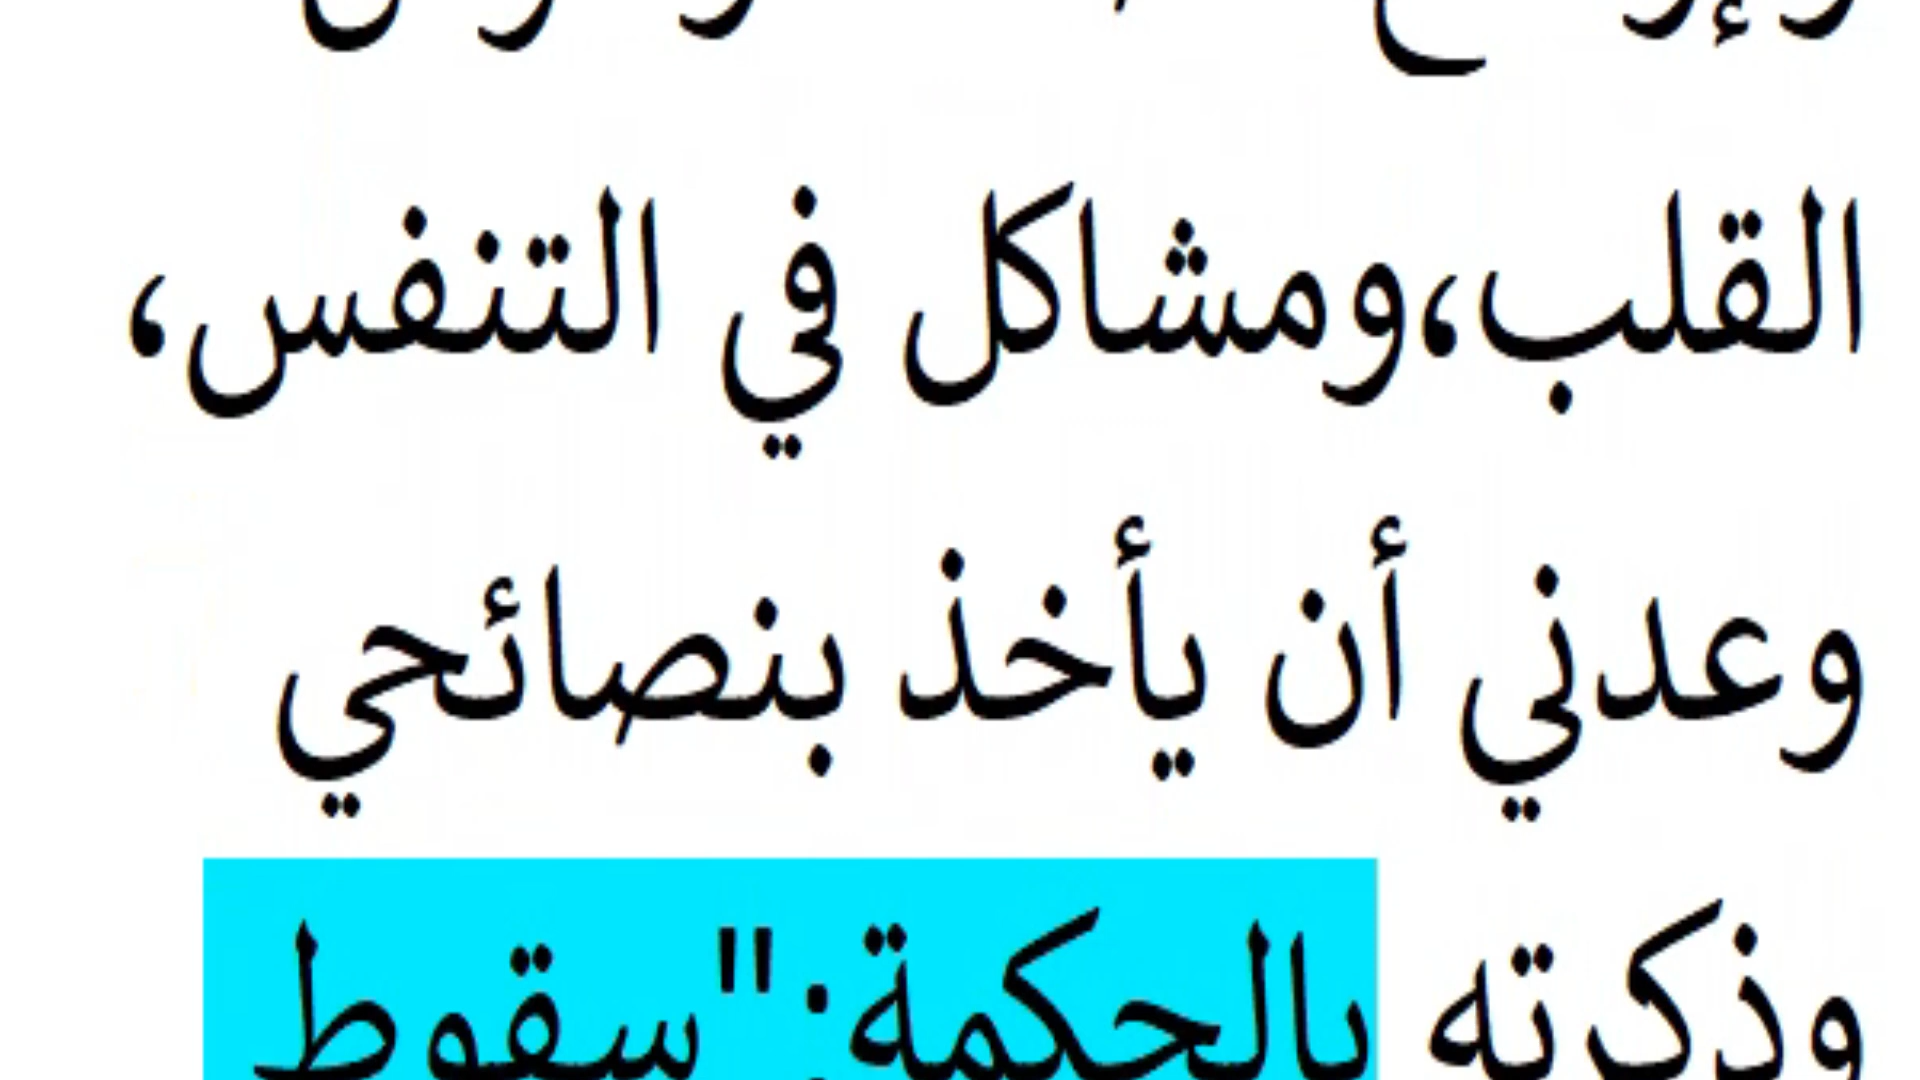 القلب،ومشاكل في التنفس،
وعدني أن يأخذ بنصائحي
وذكرته بالحكمة:"سقوط